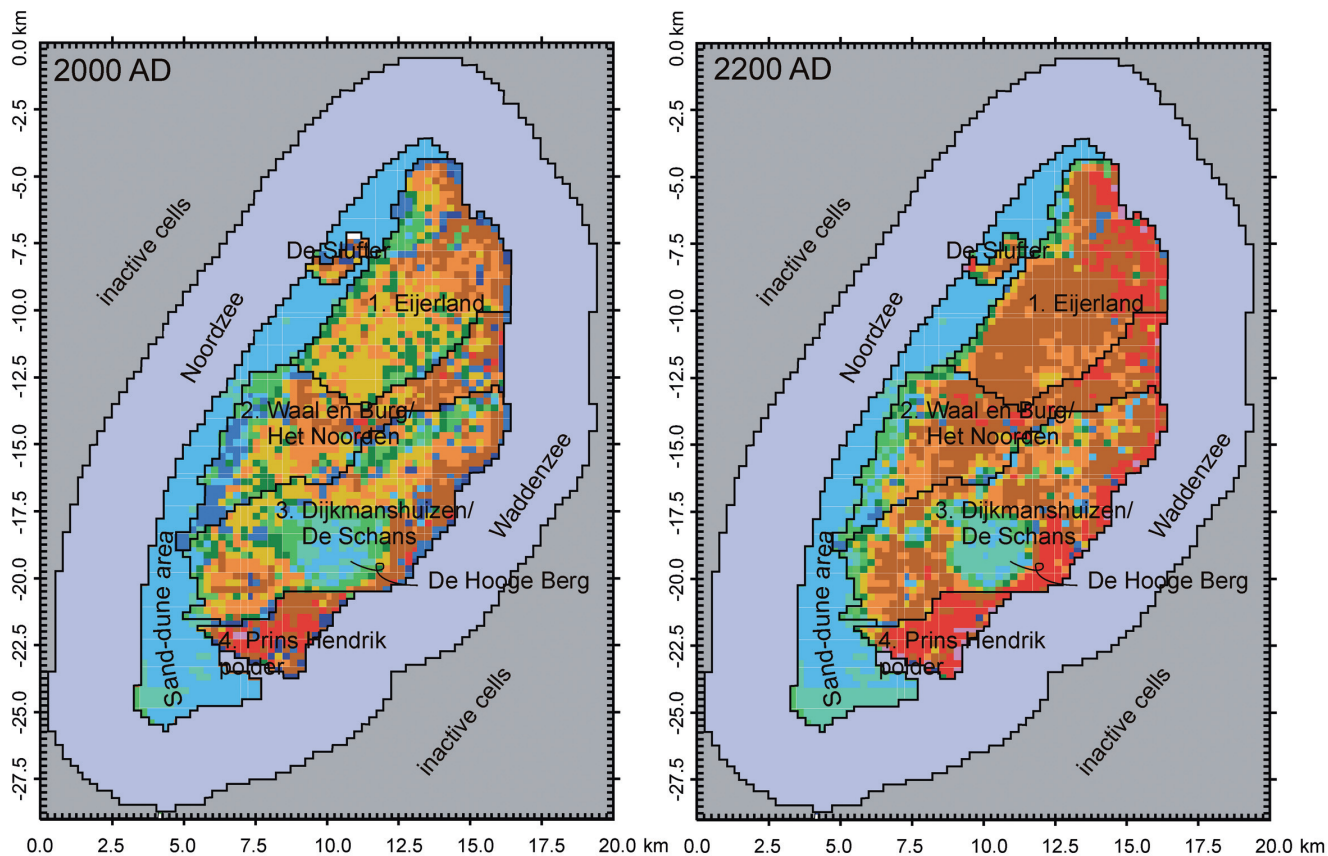 2000 AD
0.0 km
-2.5
-5.0
-7.5
-10.0
-12.5
-15.0
-17.5
-20.0
-22.5
-25.0
-27.5
inactive cells
Noordzee
De Slufter
1. Eijerland
2. Waal en Burg/
Het Noorden
3. Dijkmanshuizen/
De Schans
Waddenzee
De Hooge Berg
Sand-dune area
4. Prins Hendrik
polder
inactive cells
0.0
2.5
5.0
7.5
10.0
12.5
15.0
17.5
20.0 km
2200 AD
0.0 km
-2.5
-5.0
-7.5
-10.0
-12.5
-15.0
-17.5
-20.0
-22.5
-25.0
-27.5
inactive cells
Noordzee
De Slufter
1. Eijerland
2. Waal en Burg/
Het Noorden
3. Dijkmanshuizen/
De Schans
Waddenzee
De Hooge Berg
Sand-dune area
4. Prins Hendrik
polder
inactive cells
0.0
2.5
5.0
7.5
10.0
12.5
15.0
17.5
20.0 km